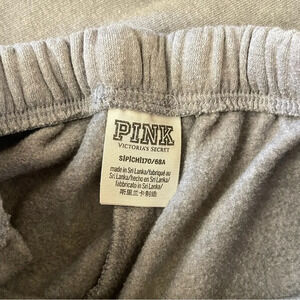 PINK
VICTORIA'S SECRET
S|P|CH|170/68A
made in Sri Lanka/fabriqué au
Sri Lanka/hecho en Sri Lanka/
fabbricato in Sri Lanka/
斯里兰卡制造